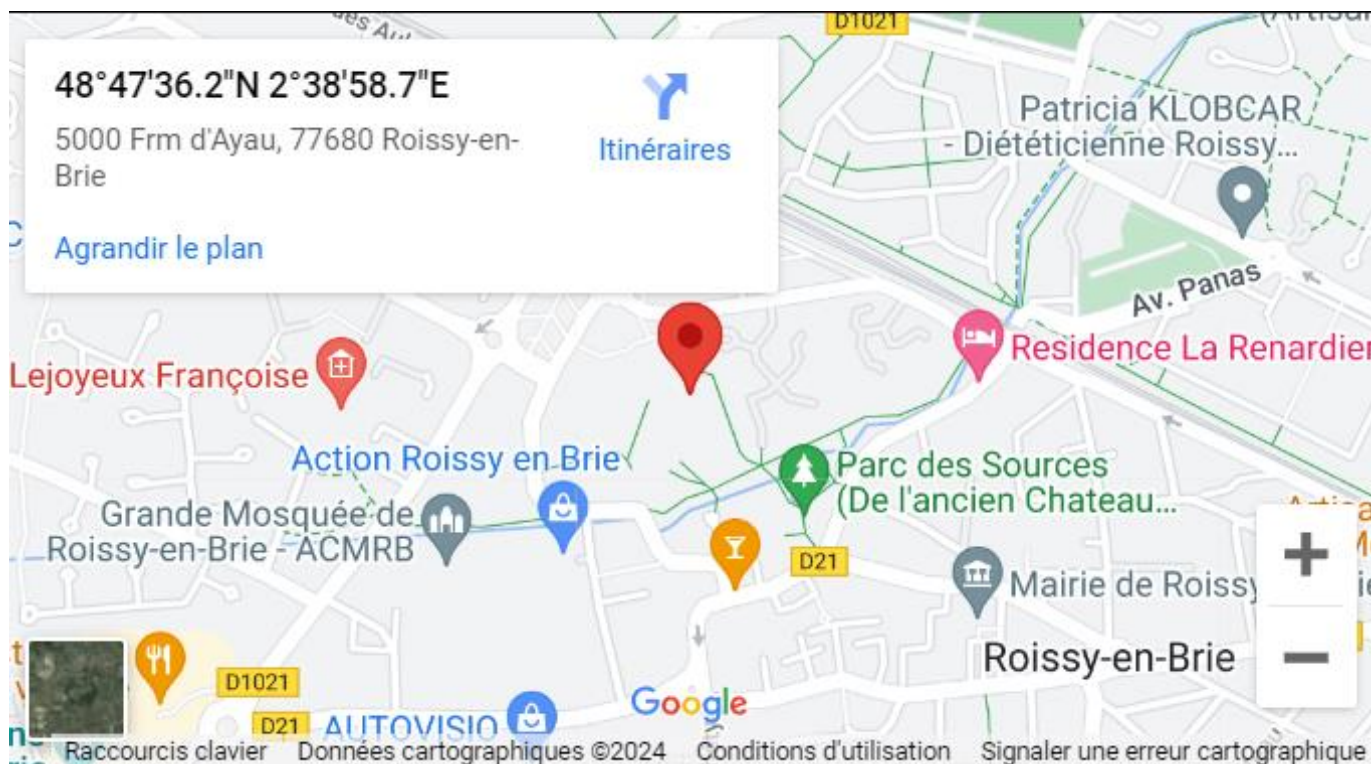 D1021
48°47'36.2"N 2°38'58.7"E
5000 Frm d'Ayau, 77680 Roissy-en-
Brie
Itinéraires
Agrandir le plan
Patricia KLOBCAR
- Diététicienne Roissy...
Av. Panas
Residence La Renardier
Lejoyeux Françoise
Action Roissy en Brie
Parc des Sources
(De l'ancien Chateau...
Grande Mosquée de
Roissy-en-Brie - ACMRB
D21
Mairie de Roissy
Roissy-en-Brie
+
−
D1021
D21
AUTOVISIO
Google
Raccourcis clavier
Données cartographiques ©2024
Conditions d'utilisation
Signaler une erreur cartographique